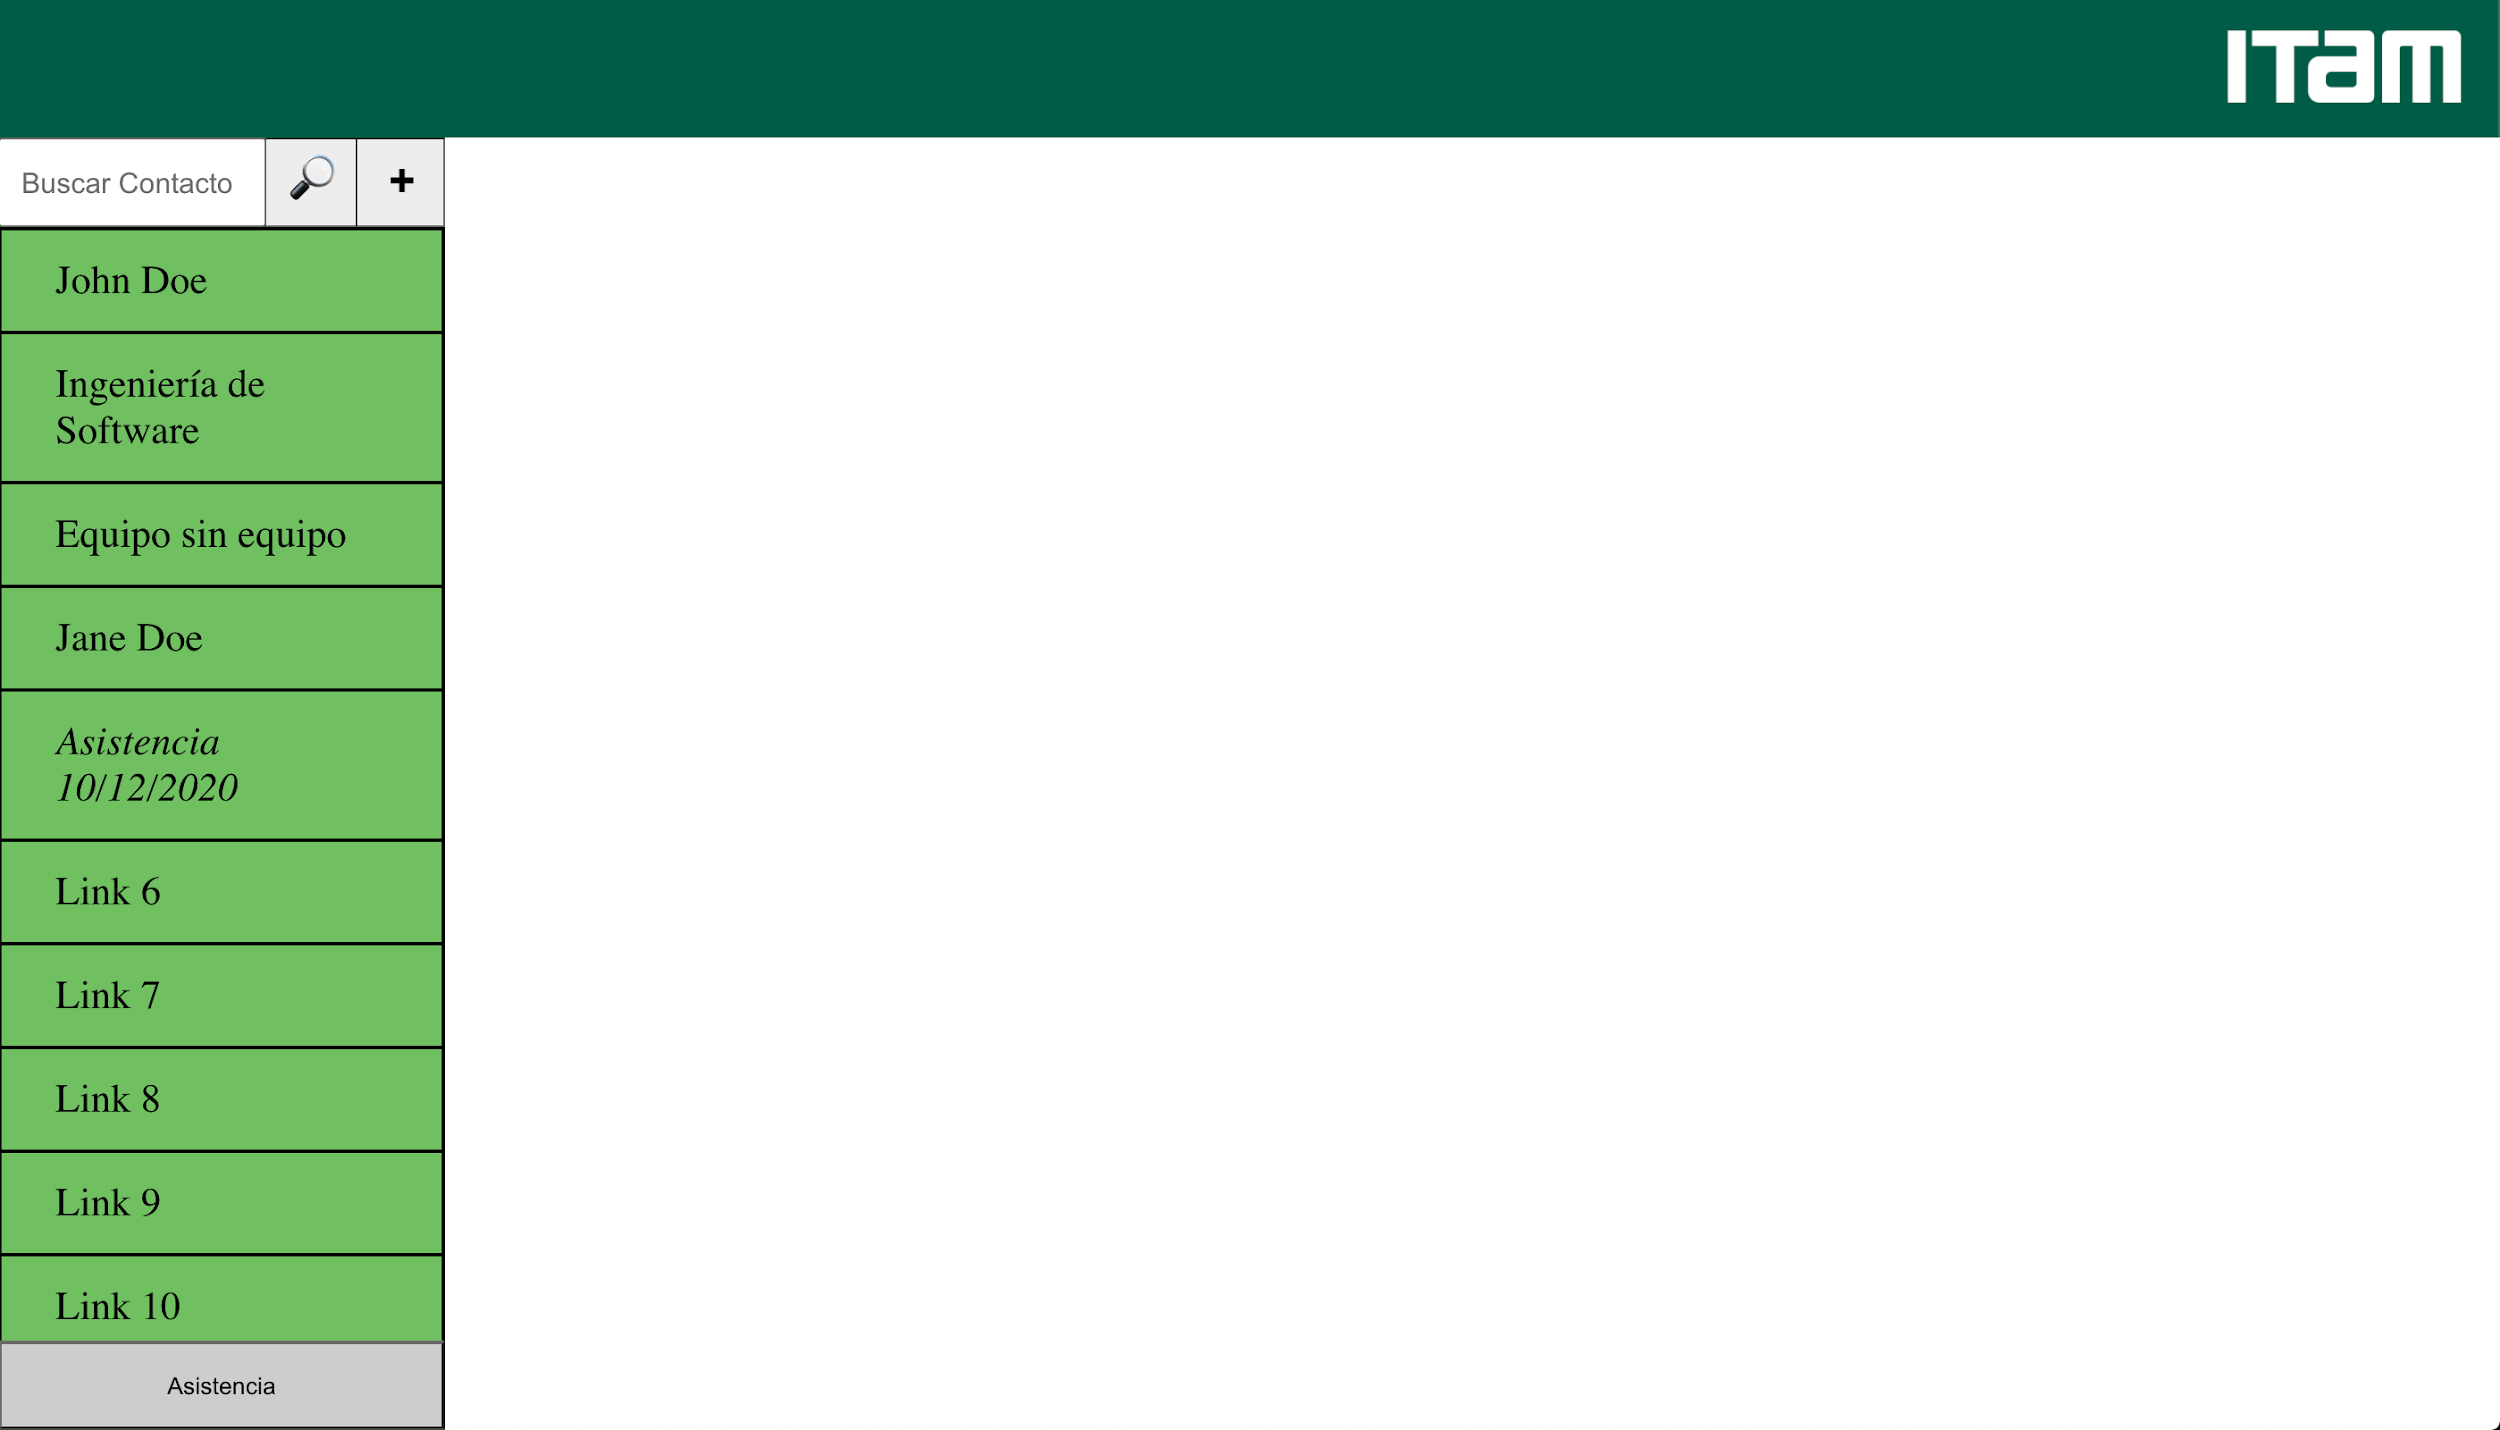 ITAM
Buscar Contacto
+
John Doe
Ingeniería de
Software
Equipo sin equipo
Jane Doe
Asistencia
10/12/2020
Link 6
Link 7
Link 8
Link 9
Link 10
Asistencia